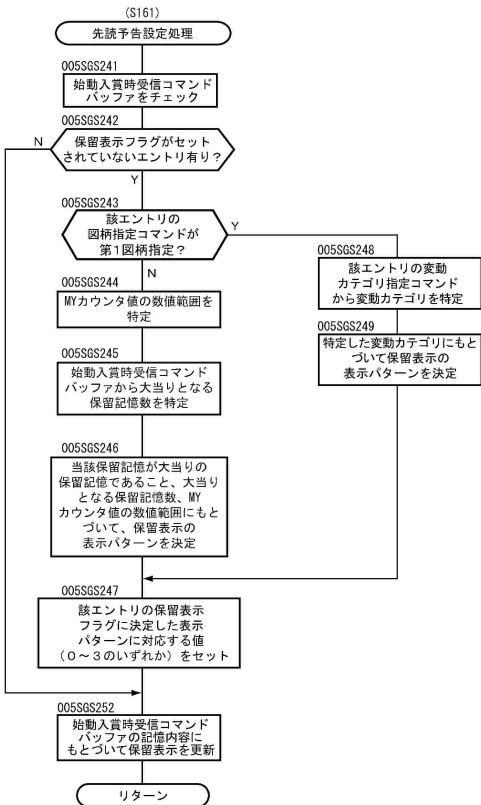 (S161)
先読予告設定処理
005SGS241
始動入賞時受信コマンド
バッファをチェック
005SGS242
保留表示フラグがセット
されていないエントリ有り？
N
Y
005SGS243
該エントリの
図柄指定コマンドが
第1図柄指定？
Y
N
005SGS244
MYカウンタ値の数値範囲を
特定
005SGS245
始動入賞時受信コマンド
バッファから大当りとなる
保留記憶数を特定
005SGS246
当該保留記憶が大当りの
保留記憶であること、大当り
となる保留記憶数、MY
カウンタ値の数値範囲にもと
づいて、保留表示の
表示パターンを決定
005SGS248
該エントリの変動
カテゴリ指定コマンド
から変動カテゴリを特定
005SGS249
特定した変動カテゴリにもと
づいて保留表示の
表示パターンを決定
005SGS247
該エントリの保留表示
フラグに決定した表示
パターンに対応する値
（0～3のいずれか）をセット
005SGS252
始動入賞時受信コマンド
バッファの記憶内容に
もとづいて保留表示を更新
リターン